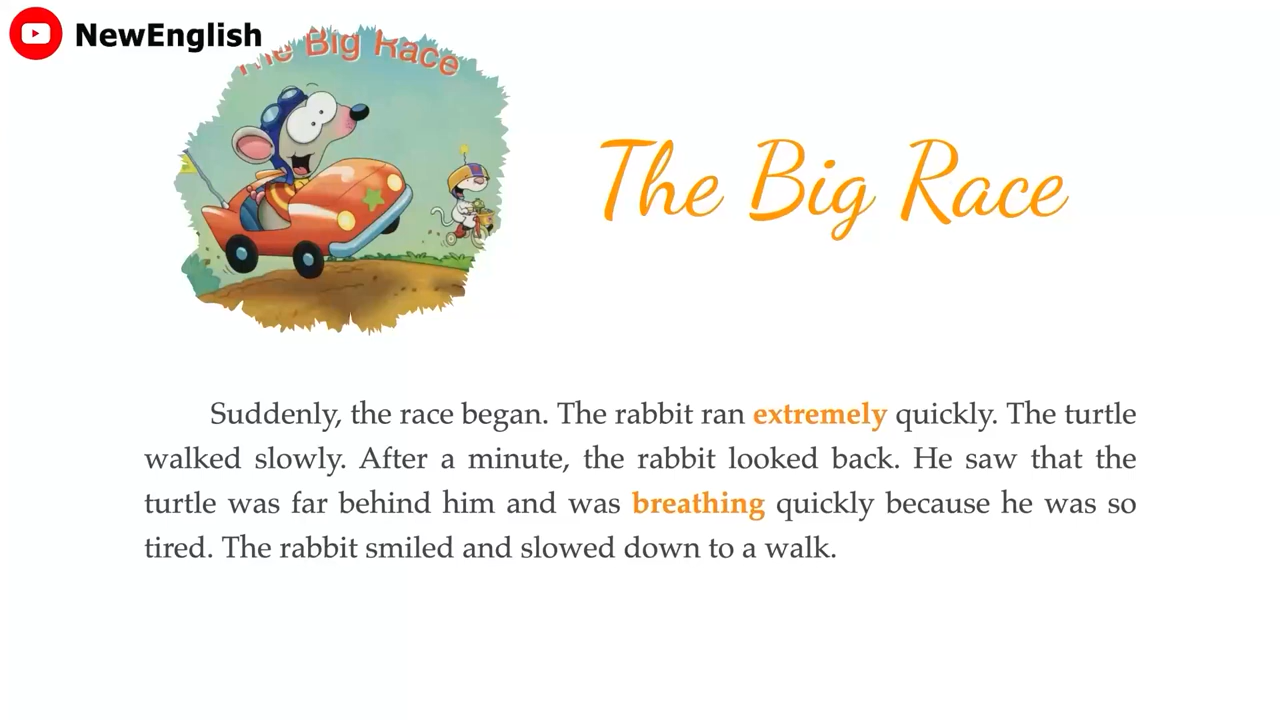 NewEnglish
The Big Race
The Big Race
Suddenly, the race began. The rabbit ran extremely quickly. The turtle
walked slowly. After a minute, the rabbit looked back. He saw that the
turtle was far behind him and was breathing quickly because he was so
tired. The rabbit smiled and slowed down to a walk.